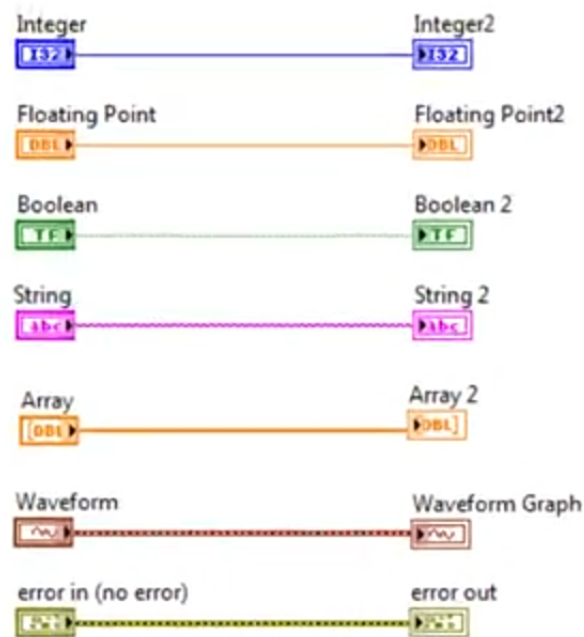 Integer Integer2
I32 I32
Floating Point Floating Point2
DBL DBL
Boolean Boolean 2
TF TF
String String 2
abc abc
Array Array 2
[DBL DBL]
Waveform Waveform Graph
error in (no error) error out